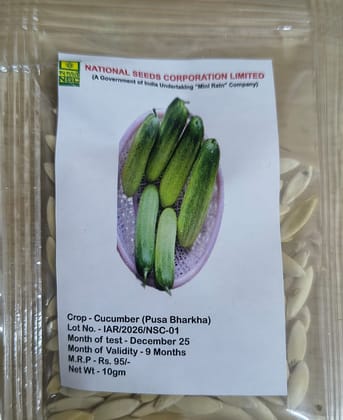 NATIONAL SEEDS CORPORATION LIMITED
(A Government of India Undertaking "Mini Ratn" Company)
Crop - Cucumber (Pusa Bharkha)
Lot No. - IAR/2026/NSC-01
Month of test - December 25
Month of Validity - 9 Months
M.R.P - Rs. 95/-
Net Wt - 10gm